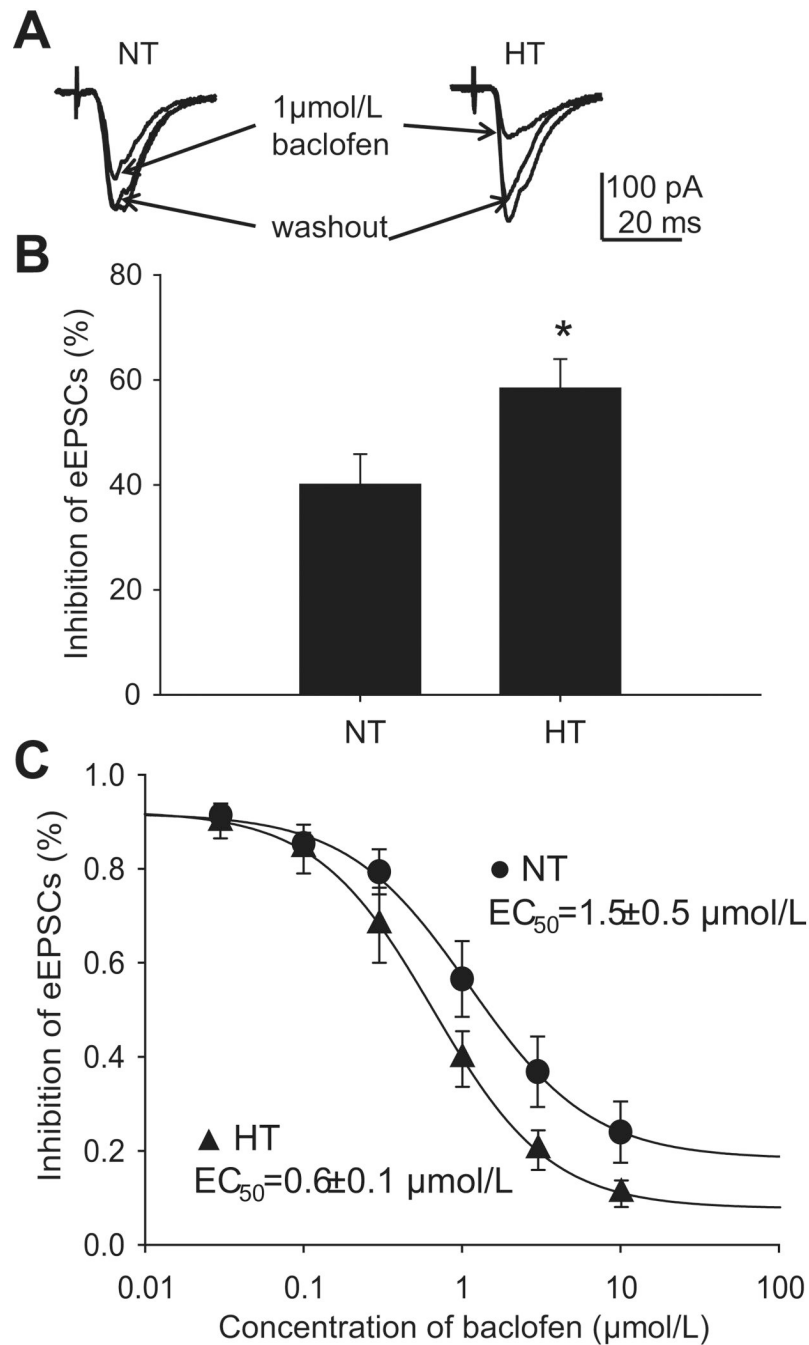 A
NT
HT
1µmol/L
baclofen
washout
100 pA
20 ms
B
Inhibition of eEPSCs (%)
80
60
40
20
0
*
NT
HT
C
Inhibition of eEPSCs (%)
1.0
0.8
0.6
0.4
0.2
0.0
NT
EC50=1.5±0.5 µmol/L
HT
EC50=0.6±0.1 µmol/L
0.01 0.1 1 10 100
Concentration of baclofen (µmol/L)